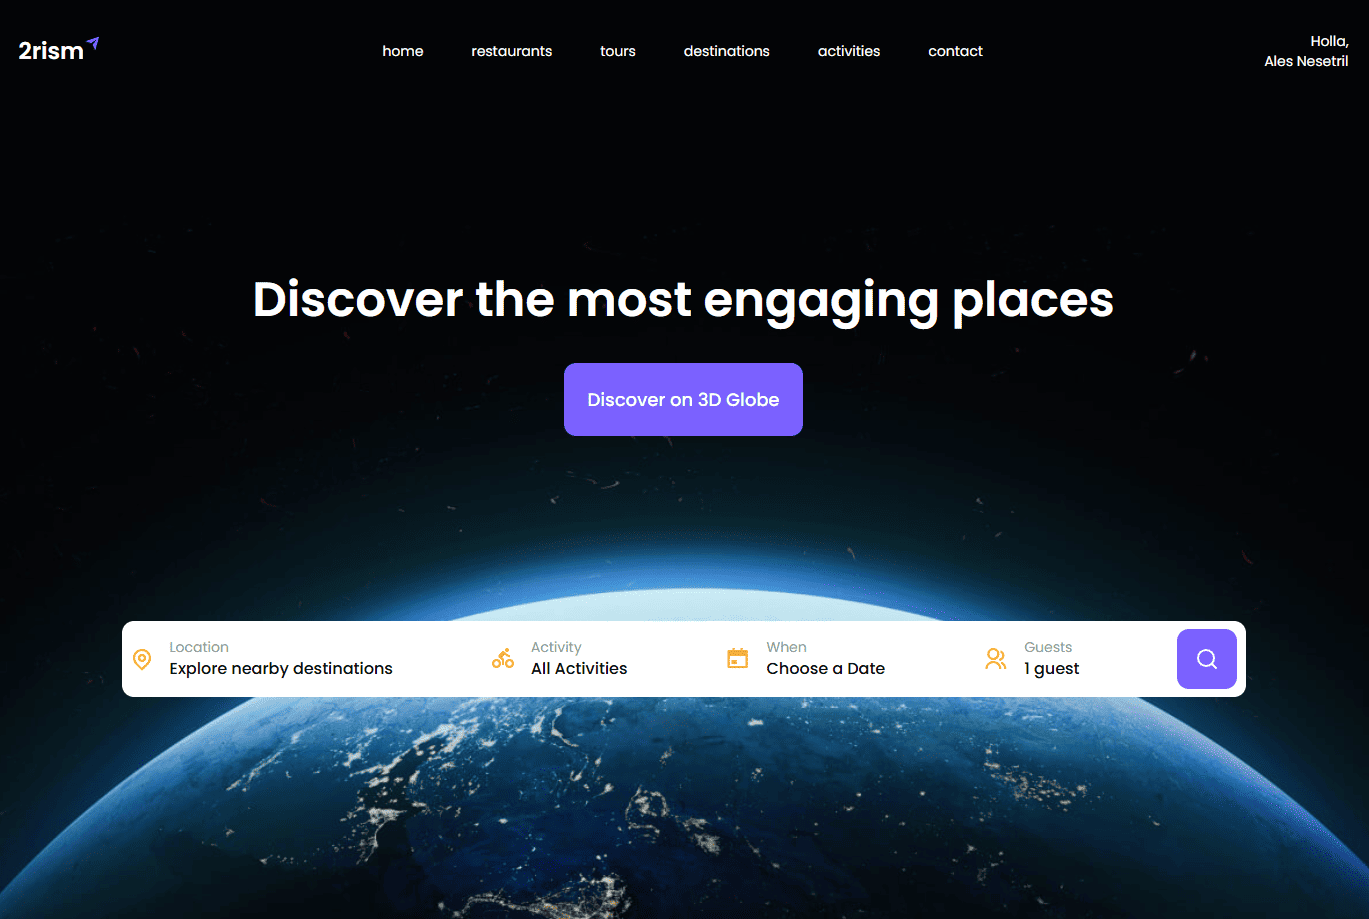 2rism
home restaurants tours destinations activities contact
Holla,
Ales Nesetril
Discover the most engaging places
Discover on 3D Globe
Location
Explore nearby destinations
Activity
All Activities
When
Choose a Date
Guests
1 guest